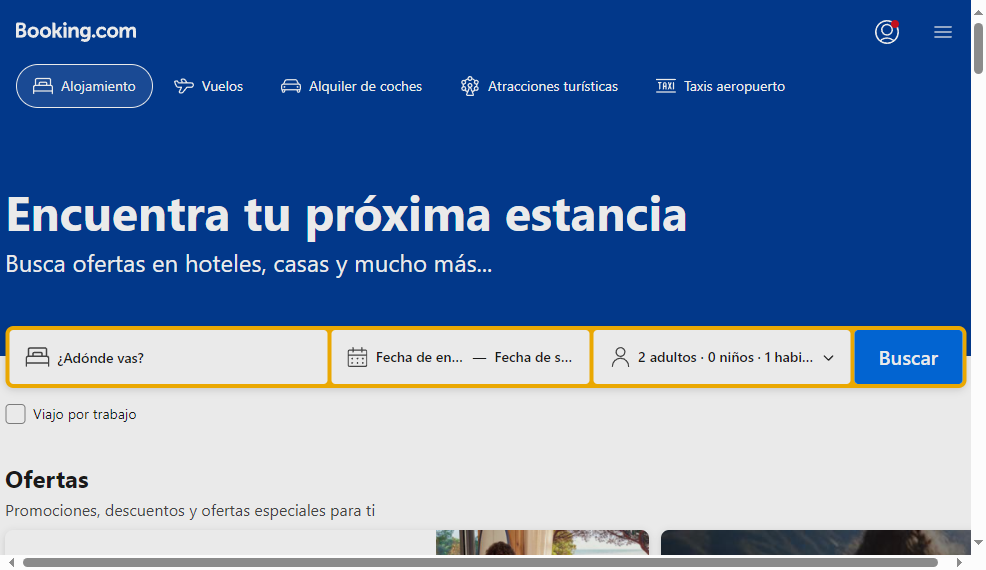 Booking.com
Alojamiento
Vuelos
Alquiler de coches
Atracciones turísticas
TAXI
Taxis aeropuerto
Encuentra tu próxima estancia
Busca ofertas en hoteles, casas y mucho más...
¿Adónde vas?
Fecha de en... — Fecha de s...
2 adultos · 0 niños · 1 habi...
Buscar
Viajo por trabajo
Ofertas
Promociones, descuentos y ofertas especiales para ti